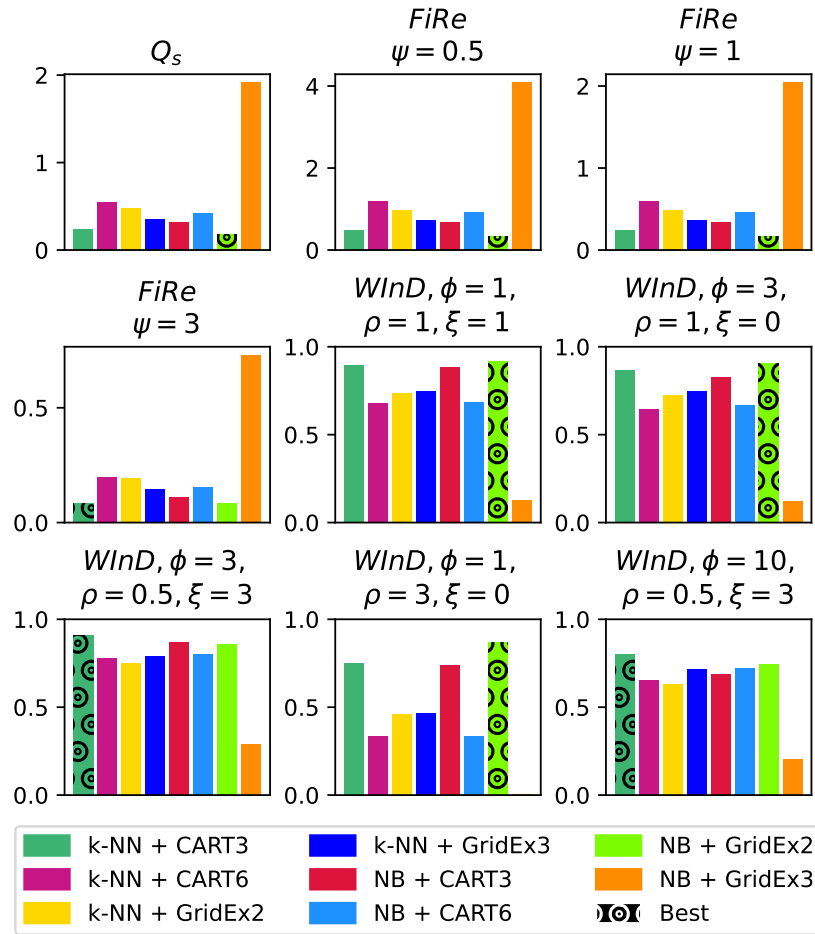 Q_s
FiRe
ψ = 0.5
FiRe
ψ = 1
2
1
0
4
2
0
2
1
0
FiRe
ψ = 3
WInD, ϕ = 1,
ρ = 1, ξ = 1
WInD, ϕ = 3,
ρ = 1, ξ = 0
0.5
0.0
1.0
0.5
0.0
1.0
0.5
0.0
WInD, ϕ = 3,
ρ = 0.5, ξ = 3
WInD, ϕ = 1,
ρ = 3, ξ = 0
WInD, ϕ = 10,
ρ = 0.5, ξ = 3
1.0
0.5
0.0
1.0
0.5
0.0
1.0
0.5
0.0
k-NN + CART3
k-NN + CART6
k-NN + GridEx2
k-NN + GridEx3
NB + CART3
NB + CART6
NB + GridEx2
NB + GridEx3
Best